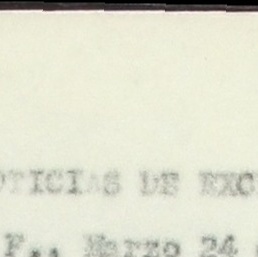 OTICIAS DE EXC
F., Marzo 24